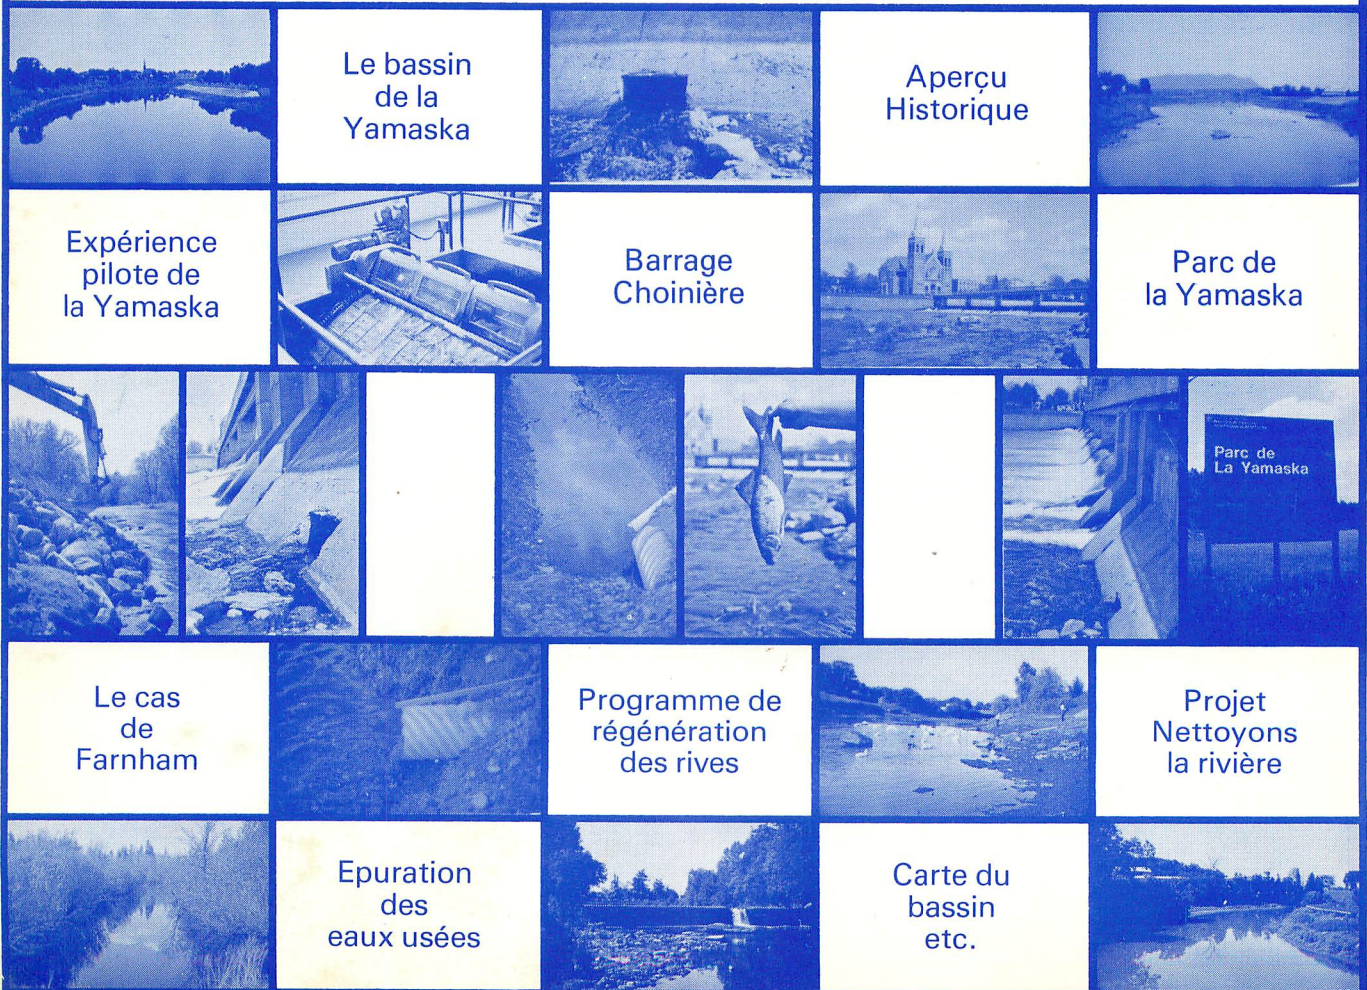 Le bassin
de la
Yamaska
Aperçu
Historique
Expérience
pilote de
la Yamaska
Barrage
Choinière
Parc de
la Yamaska
Parc de
La Yamaska
Le cas
de
Farnham
Programme de
régénération
des rives
Projet
Nettoyons
la rivière
Epuration
des
eaux usées
Carte du
bassin
etc.